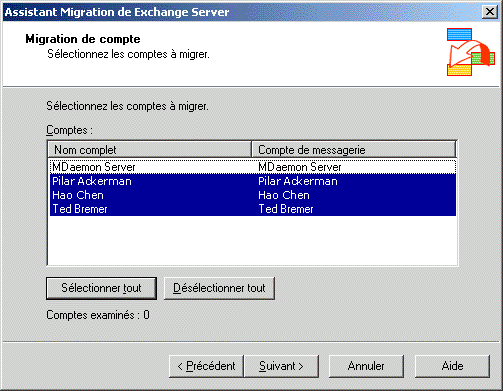 Assistant Migration de Exchange Server
Migration de compte
Sélectionnez les comptes à migrer.
Sélectionnez les comptes à migrer.
Comptes :
Nom complet Compte de messagerie
MDaemon Server MDaemon Server
Pilar Ackerman Pilar Ackerman
Hao Chen Hao Chen
Ted Bremer Ted Bremer
Sélectionner tout Désélectionner tout
Comptes examinés : 0
< Précédent Suivant > Annuler Aide